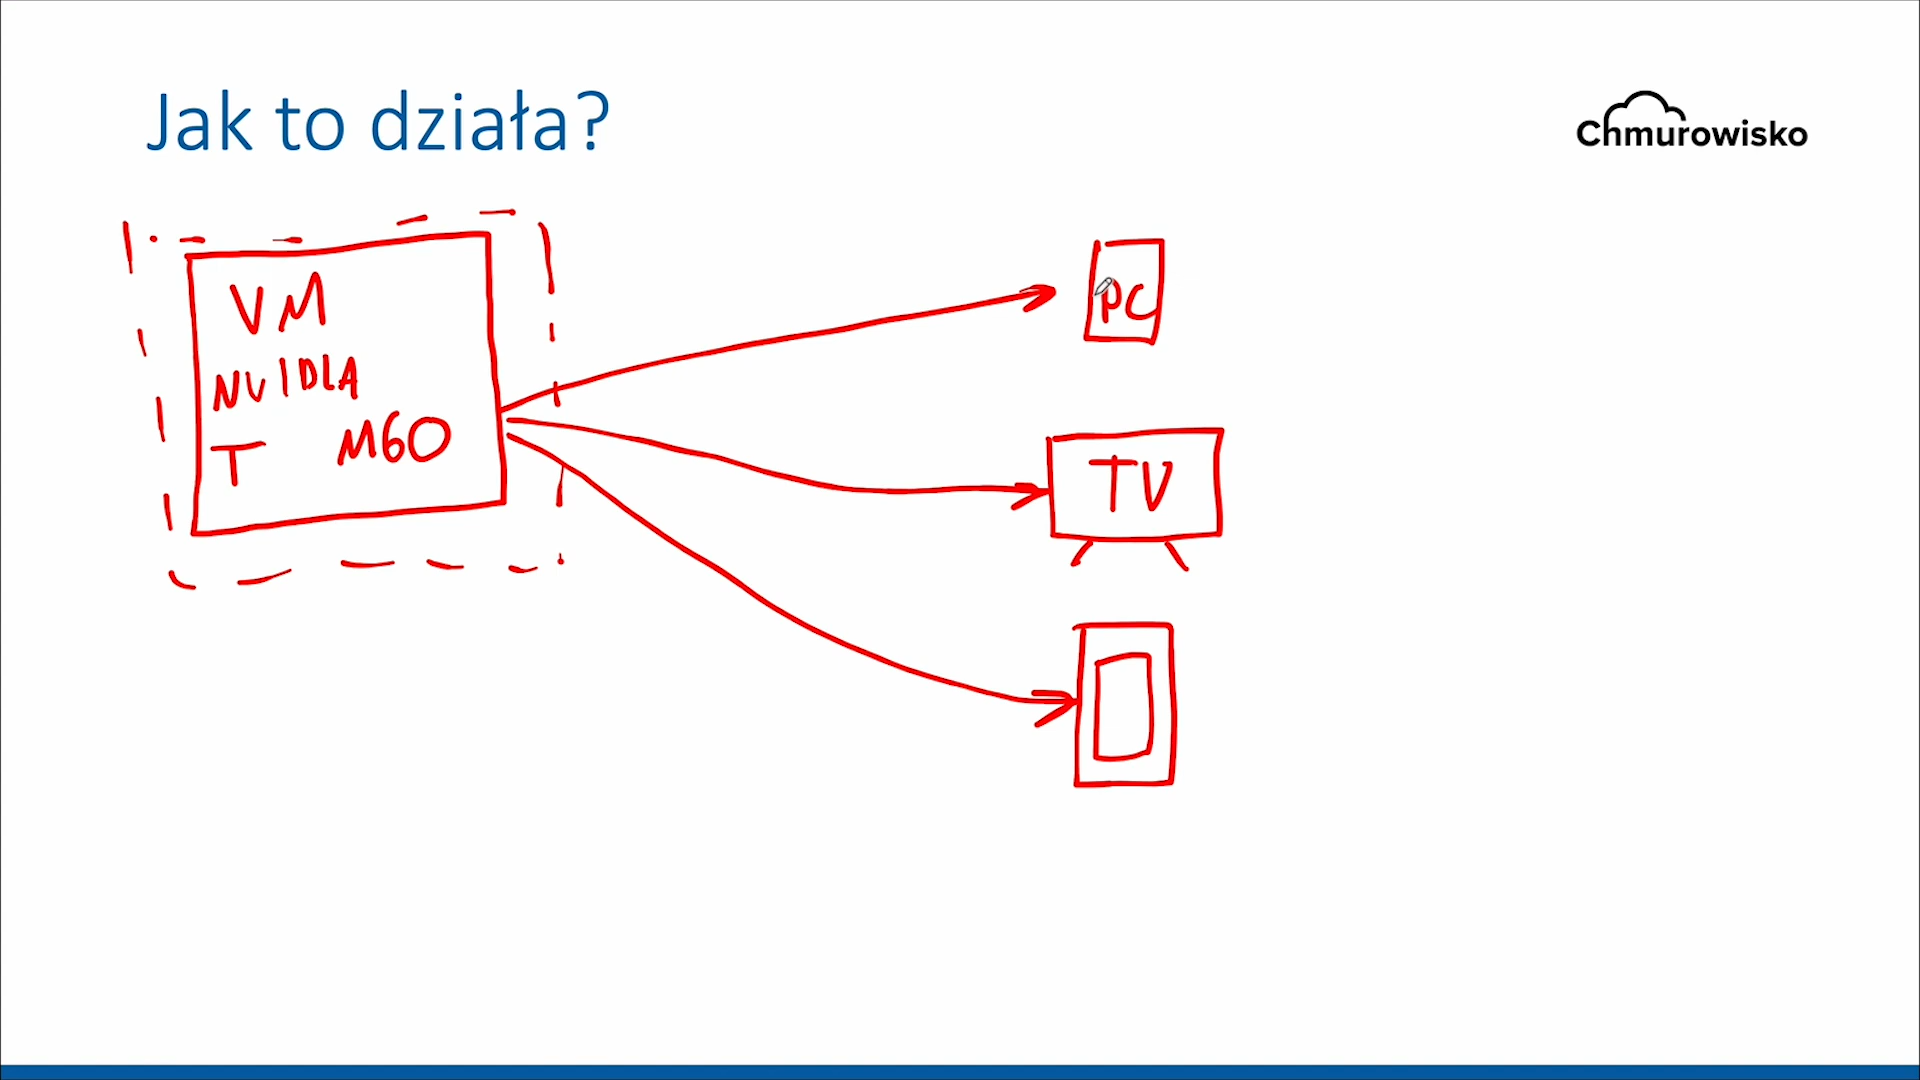 Jak to działa?
Chmurowisko
VM
NVIDIA
T M60
PC
TV